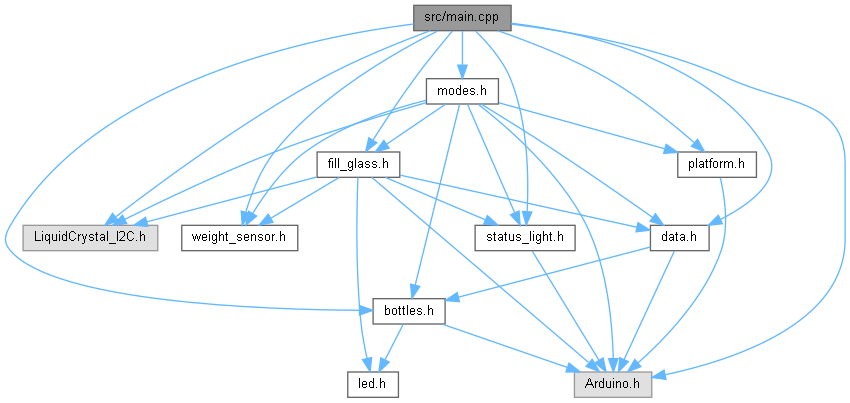 src/main.cpp
modes.h
fill_glass.h
platform.h
LiquidCrystal_I2C.h
weight_sensor.h
status_light.h
data.h
bottles.h
led.h
Arduino.h